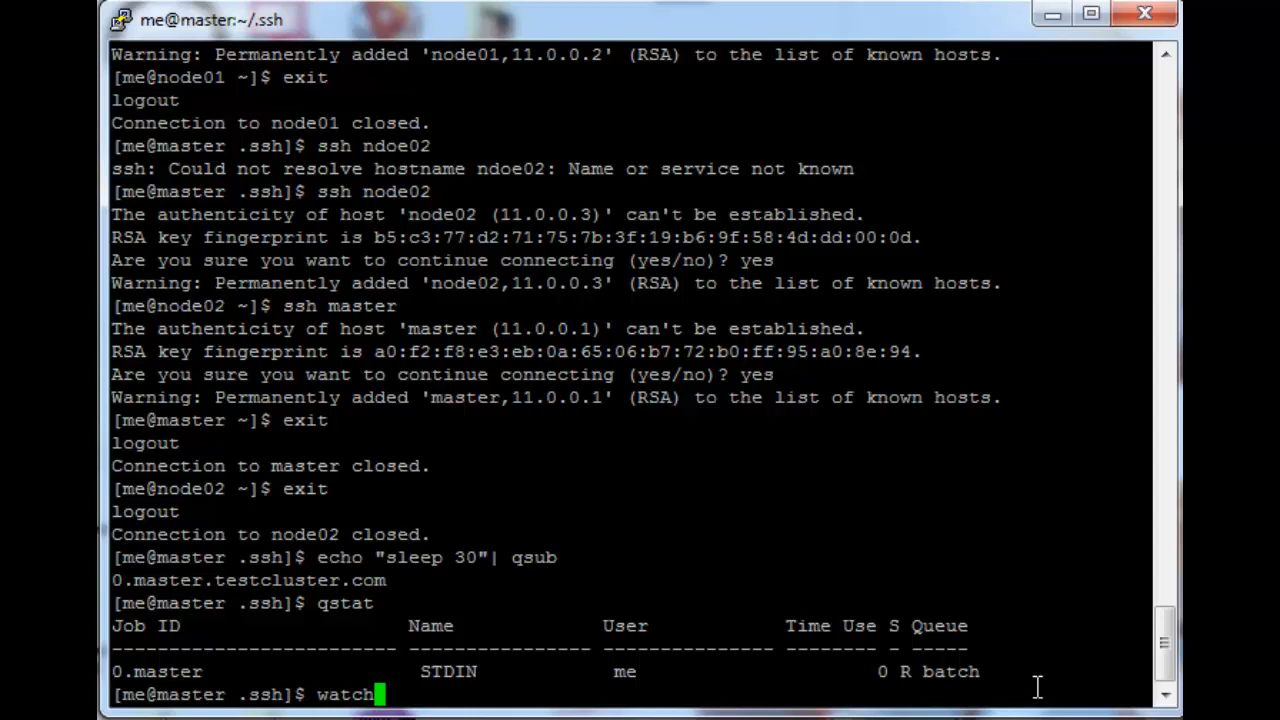 me@master:~/.ssh
Warning: Permanently added 'node01,11.0.0.2' (RSA) to the list of known hosts.
[me@node01 ~]$ exit
logout
Connection to node01 closed.
[me@master .ssh]$ ssh ndoe02
ssh: Could not resolve hostname ndoe02: Name or service not known
[me@master .ssh]$ ssh node02
The authenticity of host 'node02 (11.0.0.3)' can't be established.
RSA key fingerprint is b5:c3:77:d2:71:75:7b:3f:19:b6:9f:58:4d:dd:00:0d.
Are you sure you want to continue connecting (yes/no)? yes
Warning: Permanently added 'node02,11.0.0.3' (RSA) to the list of known hosts.
[me@node02 ~]$ ssh master
The authenticity of host 'master (11.0.0.1)' can't be established.
RSA key fingerprint is a0:f2:f8:e3:eb:0a:65:06:b7:72:b0:ff:95:a0:8e:94.
Are you sure you want to continue connecting (yes/no)? yes
Warning: Permanently added 'master,11.0.0.1' (RSA) to the list of known hosts.
[me@master ~]$ exit
logout
Connection to master closed.
[me@node02 ~]$ exit
logout
Connection to node02 closed.
[me@master .ssh]$ echo "sleep 30"| qsub
0.master.testcluster.com
[me@master .ssh]$ qstat
Job ID                    Name             User            Time Use S Queue
------------------------- ---------------- --------------- -------- - -----
0.master                   STDIN            me                     0 R batch
[me@master .ssh]$ watch